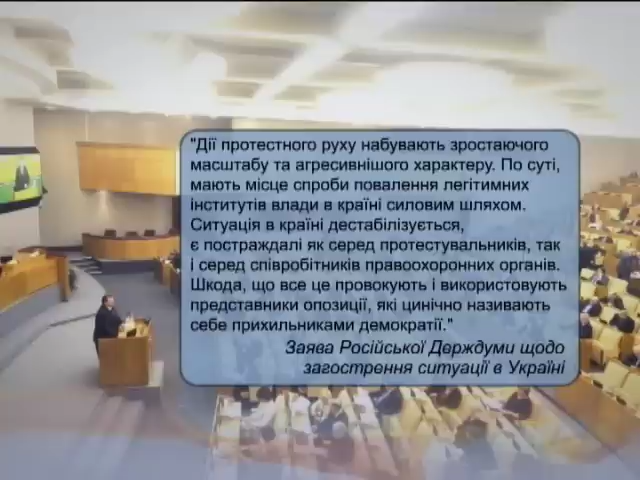 "Дії протестного руху набувають зростаючого
масштабу та агресивнішого характеру. По суті,
мають місце спроби повалення легітимних
інститутів влади в країні силовим шляхом.
Ситуація в країні дестабілізується,
є постраждалі як серед протестувальників, так
і серед співробітників правоохоронних органів.
Шкода, що все це провокують і використовують
представники опозиції, які цинічно називають
себе прихильниками демократії."
Заява Російської Держдуми щодо
загострення ситуації в Україні